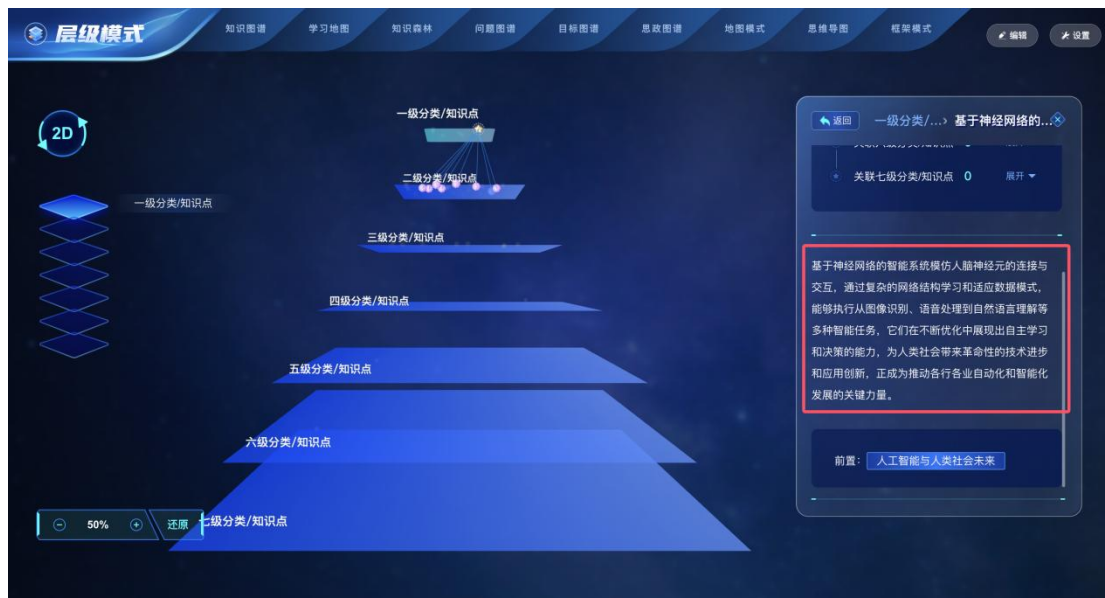 层级模式
知识图谱
学习地图
知识森林
问题图谱
目标图谱
思政图谱
地图模式
思维导图
框架模式
编辑
设置
2D
一级分类/知识点
一级分类/知识点
二级分类/知识点
三级分类/知识点
四级分类/知识点
五级分类/知识点
六级分类/知识点
七级分类/知识点
50%
还原
返回
一级分类/...› 基于神经网络的...
关联七级分类/知识点 0 展开
基于神经网络的智能系统模仿人脑神经元的连接与
交互，通过复杂的网络结构学习和适应数据模式，
能够执行从图像识别、语音处理到自然语言理解等
多种智能任务，它们在不断优化中展现出自主学习
和决策的能力，为人类社会带来革命性的技术进步
和应用创新，正成为推动各行各业自动化和智能化
发展的关键力量。
前置： 人工智能与人类社会未来